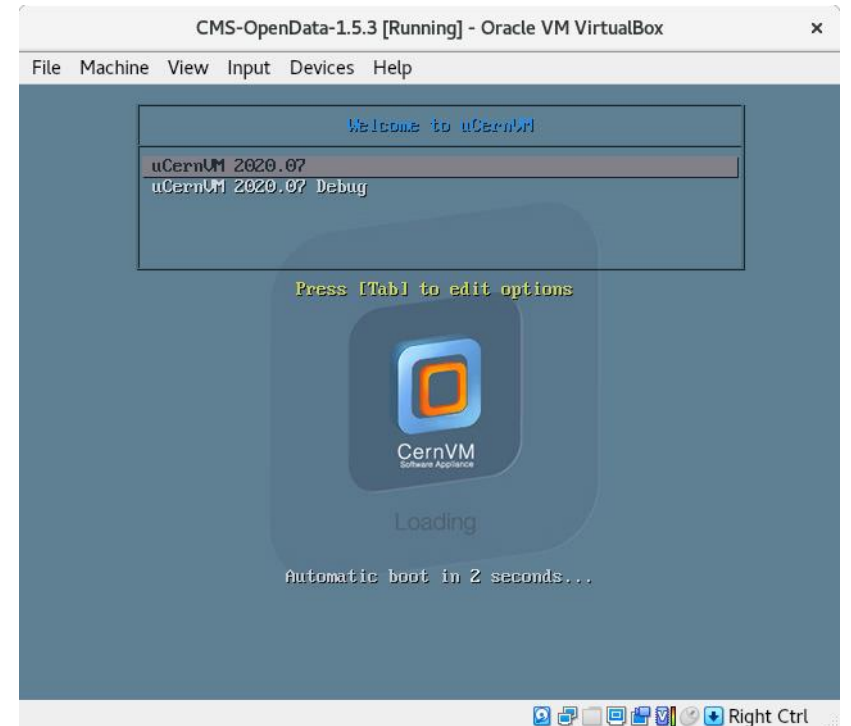 CMS-OpenData-1.5.3 [Running] - Oracle VM VirtualBox ×
File Machine View Input Devices Help
Welcome to uCernVM
uCernVM 2020.07
uCernVM 2020.07 Debug
Press [Tab] to edit options
CernVM
Software Appliance
Loading
Automatic boot in 2 seconds...
Right Ctrl